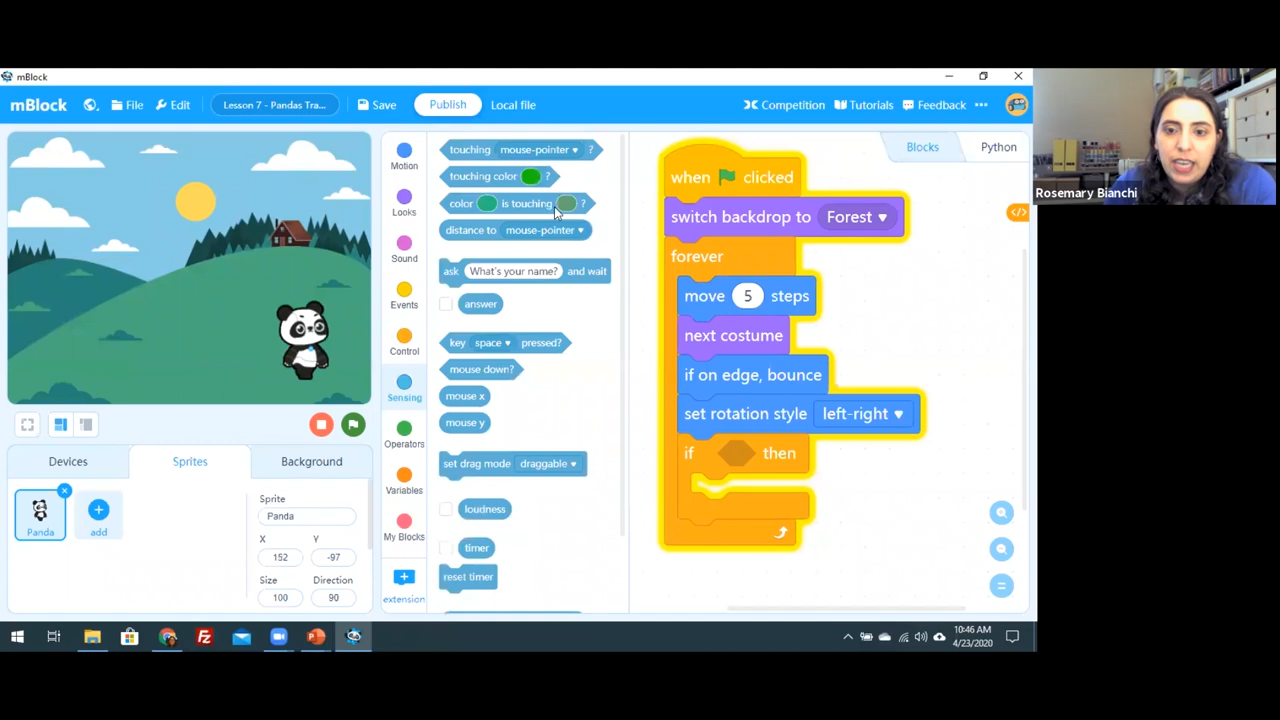 mBlock
mBlock
File
Edit
Lesson 7 - Pandas Tra...
Save
Publish
Local file
Competition
Tutorials
Feedback
Rosemary Bianchi
Devices
Sprites
Background
Panda
add
Sprite
Panda
X
Y
152
-97
Size
Direction
100
90
Motion
Looks
Sound
Events
Control
Sensing
Operators
Variables
My Blocks
extension
touching mouse-pointer ?
touching color ?
color is touching ?
distance to mouse-pointer
ask What's your name? and wait
answer
key space pressed?
mouse down?
mouse x
mouse y
set drag mode draggable
loudness
timer
reset timer
Blocks
Python
when clicked
switch backdrop to Forest
forever
move 5 steps
next costume
if on edge, bounce
set rotation style left-right
if then
10:46 AM
4/23/2020